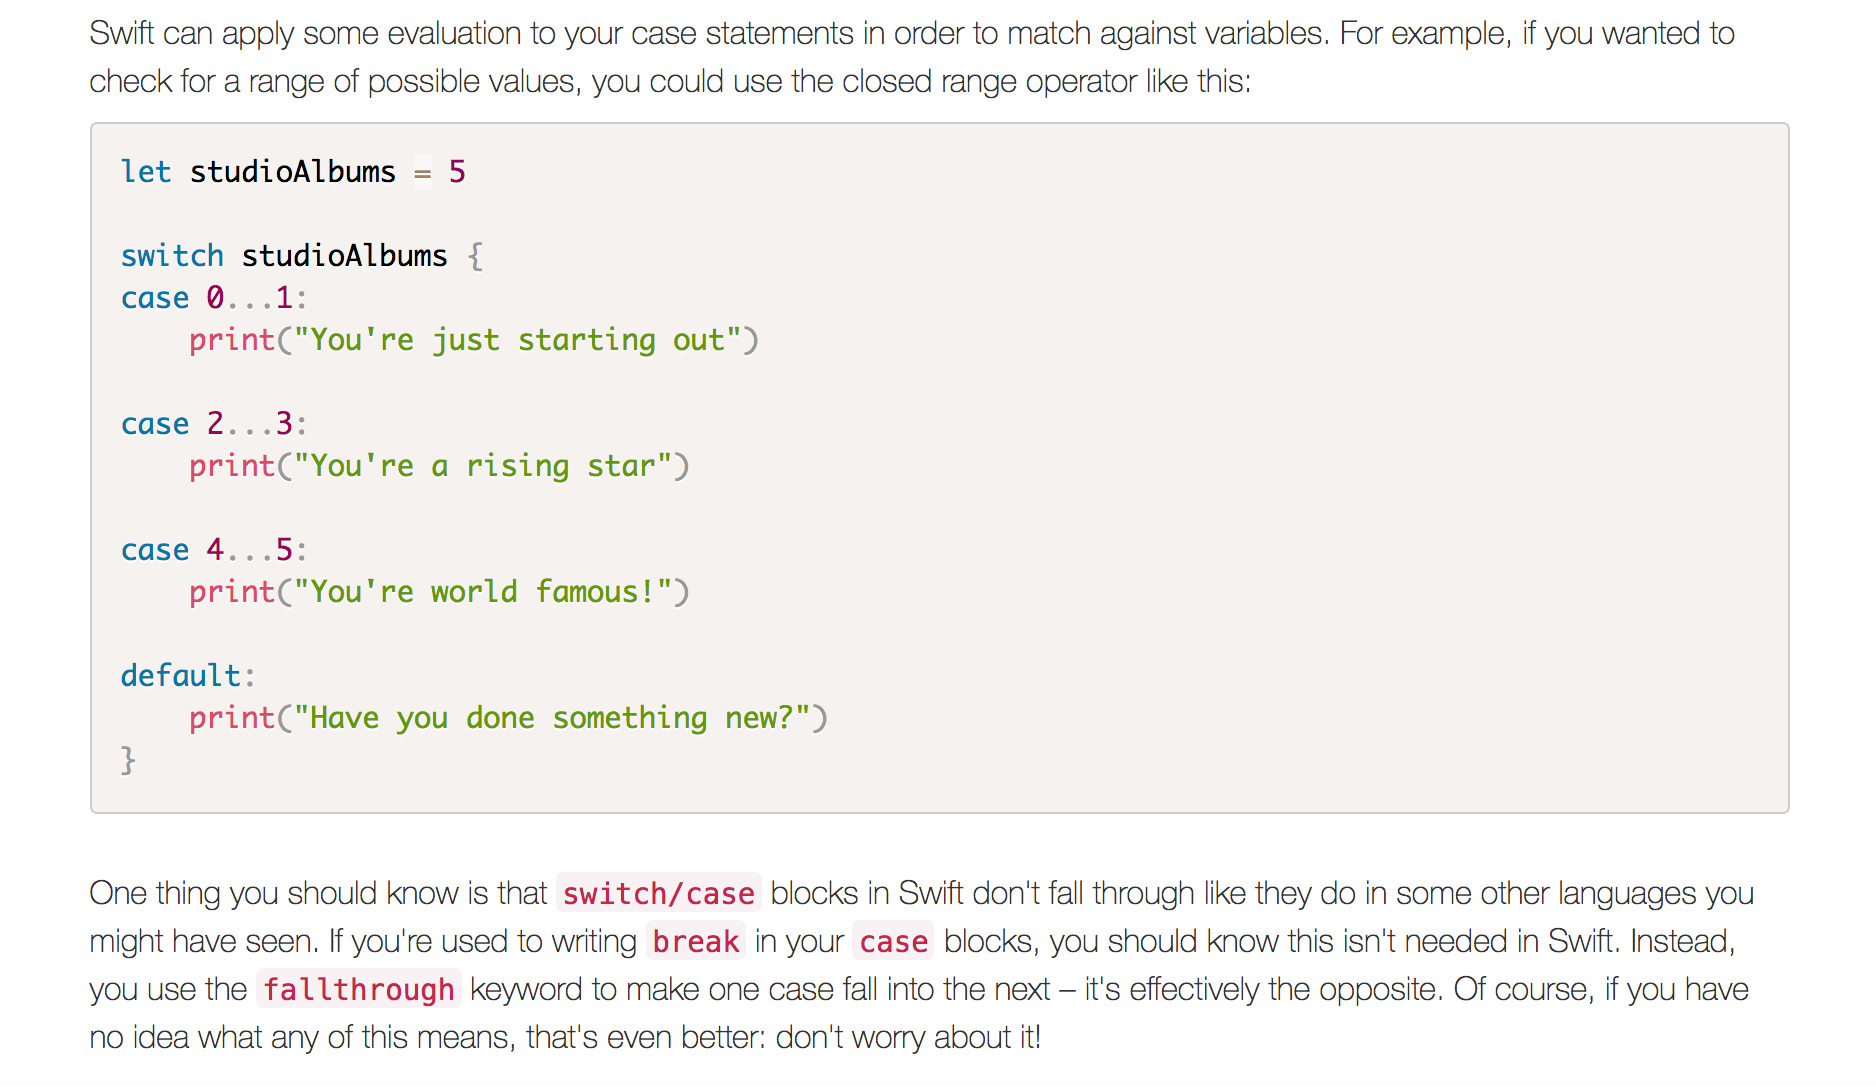 Swift can apply some evaluation to your case statements in order to match against variables. For example, if you wanted to
check for a range of possible values, you could use the closed range operator like this:
let studioAlbums = 5
switch studioAlbums {
case 0...1:
    print("You're just starting out")
case 2...3:
    print("You're a rising star")
case 4...5:
    print("You're world famous!")
default:
    print("Have you done something new?")
}
One thing you should know is that switch/case blocks in Swift don't fall through like they do in some other languages you
might have seen. If you're used to writing break in your case blocks, you should know this isn't needed in Swift. Instead,
you use the fallthrough keyword to make one case fall into the next – it's effectively the opposite. Of course, if you have
no idea what any of this means, that's even better: don't worry about it!